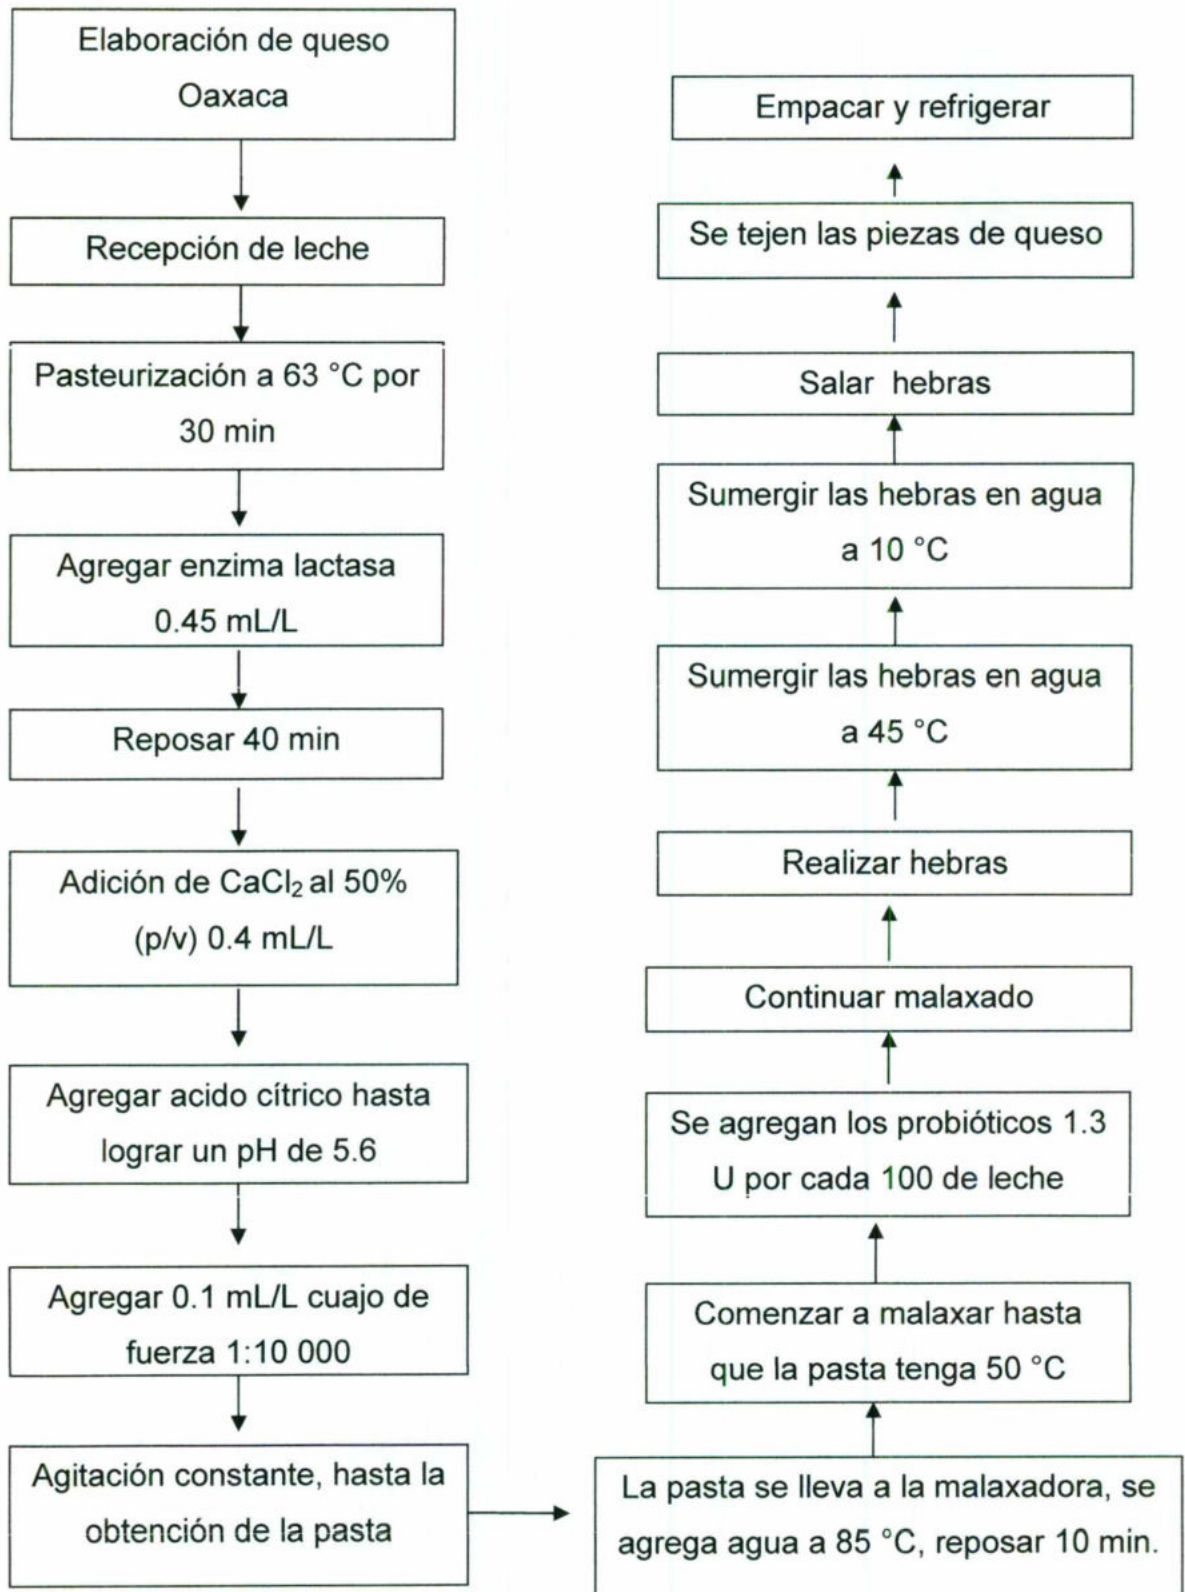 Elaboración de queso
Oaxaca
Recepción de leche
Pasteurización a 63 °C por
30 min
Agregar enzima lactasa
0.45 mL/L
Reposar 40 min
Adición de CaCl₂ al 50%
(p/v) 0.4 mL/L
Agregar acido cítrico hasta
lograr un pH de 5.6
Agregar 0.1 mL/L cuajo de
fuerza 1:10 000
Agitación constante, hasta la
obtención de la pasta
La pasta se lleva a la malaxadora, se
agrega agua a 85 °C, reposar 10 min.
Comenzar a malaxar hasta
que la pasta tenga 50 °C
Se agregan los probióticos 1.3
U por cada 100 de leche
Continuar malaxado
Realizar hebras
Sumergir las hebras en agua
a 45 °C
Sumergir las hebras en agua
a 10 °C
Salar hebras
Se tejen las piezas de queso
Empacar y refrigerar